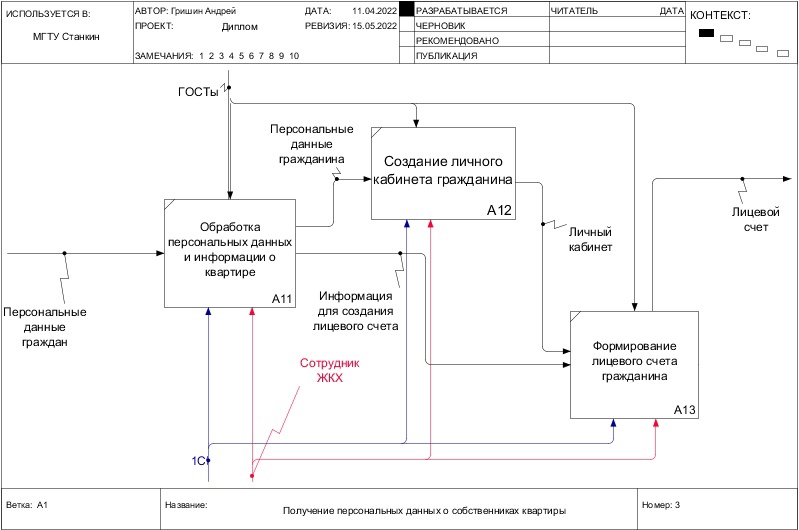 ИСПОЛЬЗУЕТСЯ В:
МГТУ Станкин
АВТОР: Гришин Андрей
ДАТА: 11.04.2022
ПРОЕКТ: Диплом
РЕВИЗИЯ: 15.05.2022
ЗАМЕЧАНИЯ: 1 2 3 4 5 6 7 8 9 10
РАЗРАБАТЫВАЕТСЯ
ЧЕРНОВИК
РЕКОМЕНДОВАНО
ПУБЛИКАЦИЯ
ЧИТАТЕЛЬ ДАТА
КОНТЕКСТ:
ГОСТы
Персональные
данные
гражданина
Создание личного
кабинета гражданина
A12
Обработка
персональных данных
и информации о
квартире
A11
Лицевой
счет
Личный
кабинет
Персональные
данные
граждан
Информация
для создания
лицевого счета
Формирование
лицевого счета
гражданина
A13
Сотрудник
ЖКХ
1С
Ветка: A1
Название:
Получение персональных данных о собственниках квартиры
Номер: 3